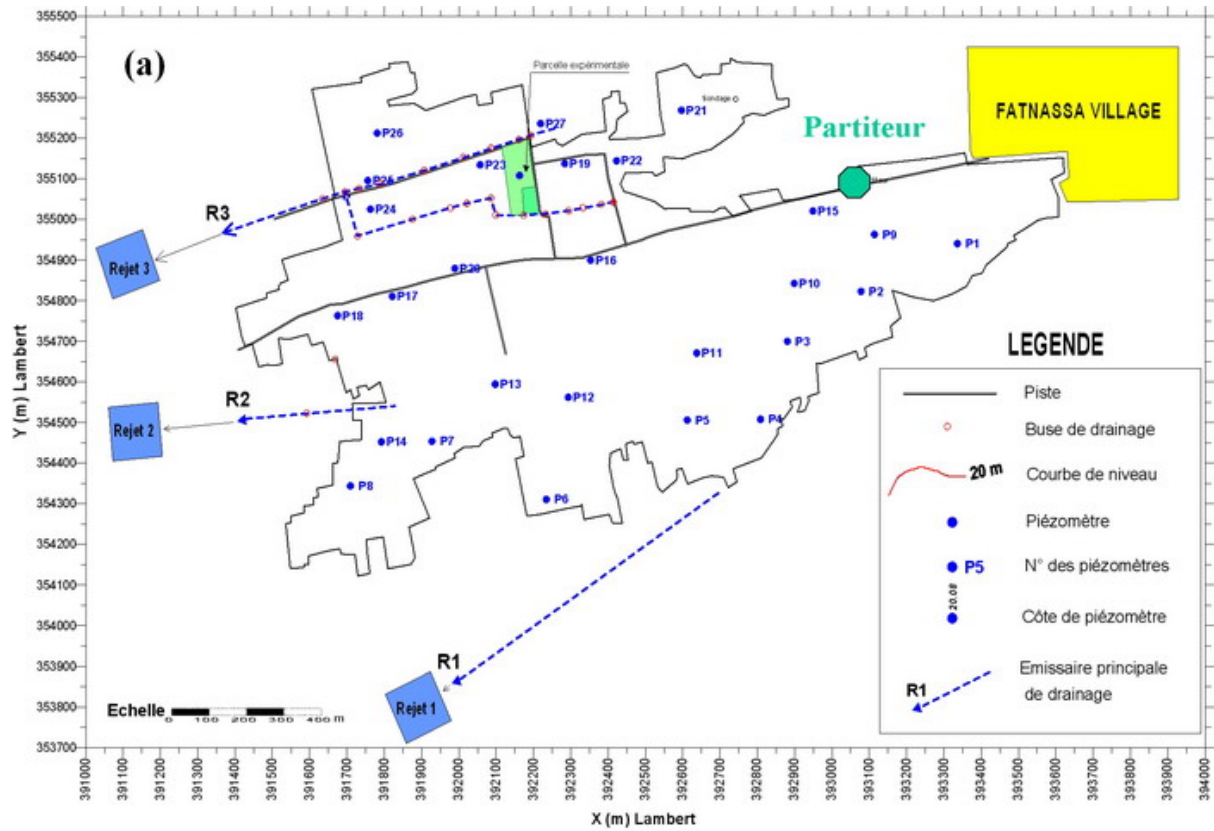 (a)
Parcelle expérimentale
Sondage
P21
FATNASSA VILLAGE
Partiteur
P27
P26
P23
P19
P22
P25
P24
R3
Rejet 3
P15
P9
P1
P16
P20
P10
P2
P17
P18
P3
P11
P13
P12
P5
P4
R2
Rejet 2
P14
P7
P8
P6
R1
Rejet 1
LEGENDE
Piste
Buse de drainage
20 m
Courbe de niveau
Piézomètre
P5
N° des piézomètres
20.08
Côte de piézomètre
R1
Emissaire principale
de drainage
Echelle
0 100 200 300 400 m
Y (m) Lambert
355500
355400
355300
355200
355100
355000
354900
354800
354700
354600
354500
354400
354300
354200
354100
354000
353900
353800
353700
391000
391100
391200
391300
391400
391500
391600
391700
391800
391900
392000
392100
392200
392300
392400
392500
392600
392700
392800
392900
393000
393100
393200
393300
393400
393500
393600
393700
393800
393900
394000
X (m) Lambert